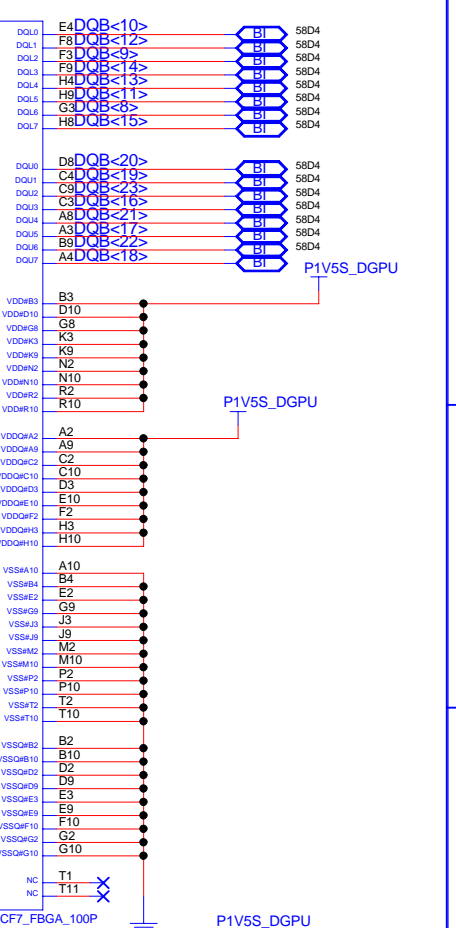 DQL0 E4 DQB<10> BI 58D4
DQL1 F8 DQB<12> BI 58D4
DQL2 F3 DQB<9> BI 58D4
DQL3 F9 DQB<14> BI 58D4
DQL4 H4 DQB<13> BI 58D4
DQL5 H9 DQB<11> BI 58D4
DQL6 G3 DQB<8> BI 58D4
DQL7 H8 DQB<15> BI 58D4
DQU0 D8 DQB<20> BI 58D4
DQU1 C4 DQB<19> BI 58D4
DQU2 C9 DQB<23> BI 58D4
DQU3 C3 DQB<16> BI 58D4
DQU4 A8 DQB<21> BI 58D4
DQU5 A3 DQB<17> BI 58D4
DQU6 B9 DQB<22> BI 58D4
DQU7 A4 DQB<18> BI 58D4
P1V5S_DGPU
VDD#B3 B3
VDD#D10 D10
VDD#G8 G8
VDD#K3 K3
VDD#K9 K9
VDD#N2 N2
VDD#N10 N10
VDD#R2 R2
VDD#R10 R10
P1V5S_DGPU
VDDQ#A2 A2
VDDQ#A9 A9
VDDQ#C2 C2
VDDQ#C10 C10
VDDQ#D3 D3
VDDQ#E10 E10
VDDQ#F2 F2
VDDQ#H3 H3
VDDQ#H10 H10
VSS#A10 A10
VSS#B4 B4
VSS#E2 E2
VSS#G9 G9
VSS#J3 J3
VSS#J9 J9
VSS#M2 M2
VSS#M10 M10
VSS#P2 P2
VSS#P10 P10
VSS#T2 T2
VSS#T10 T10
VSSQ#B2 B2
VSSQ#B10 B10
VSSQ#D2 D2
VSSQ#D9 D9
VSSQ#E3 E3
VSSQ#E9 E9
VSSQ#F10 F10
VSSQ#G2 G2
VSSQ#G10 G10
NC T1
NC T11
CF7_FBGA_100P
P1V5S_DGPU